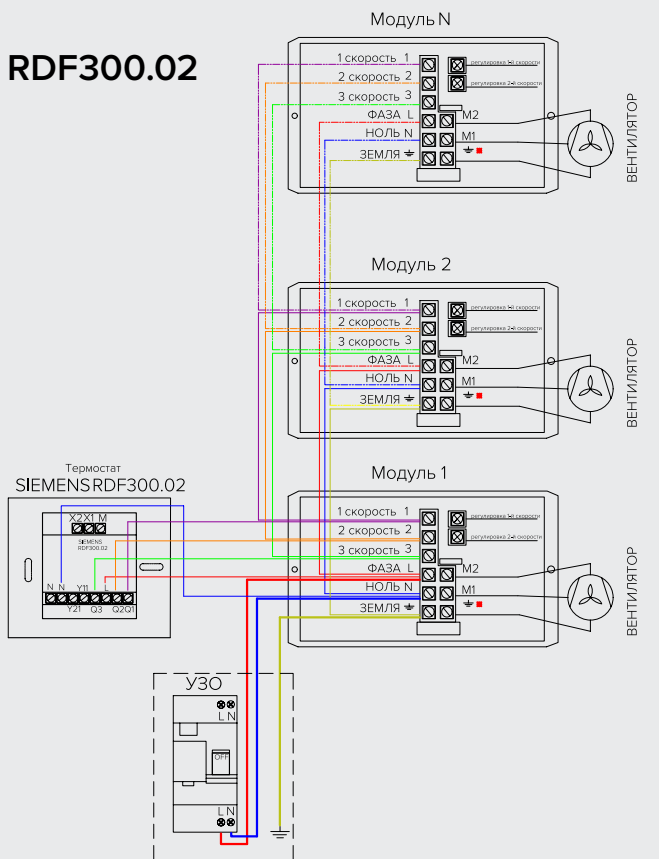 RDF300.02
Модуль N
1 скорость 1
2 скорость 2
3 скорость 3
ФАЗА L
НОЛЬ N
ЗЕМЛЯ
регулировка 1-й скорости
регулировка 2-й скорости
M2
M1
ВЕНТИЛЯТОР
Модуль 2
1 скорость 1
2 скорость 2
3 скорость 3
ФАЗА L
НОЛЬ N
ЗЕМЛЯ
регулировка 1-й скорости
регулировка 2-й скорости
M2
M1
ВЕНТИЛЯТОР
Термостат
SIEMENS RDF300.02
X2 X1 M
SIEMENS
RDF300.02
N N Y11 L
Y21 Q3 Q2 Q1
Модуль 1
1 скорость 1
2 скорость 2
3 скорость 3
ФАЗА L
НОЛЬ N
ЗЕМЛЯ
регулировка 1-й скорости
регулировка 2-й скорости
M2
M1
ВЕНТИЛЯТОР
УЗО
L N
OFF
L N